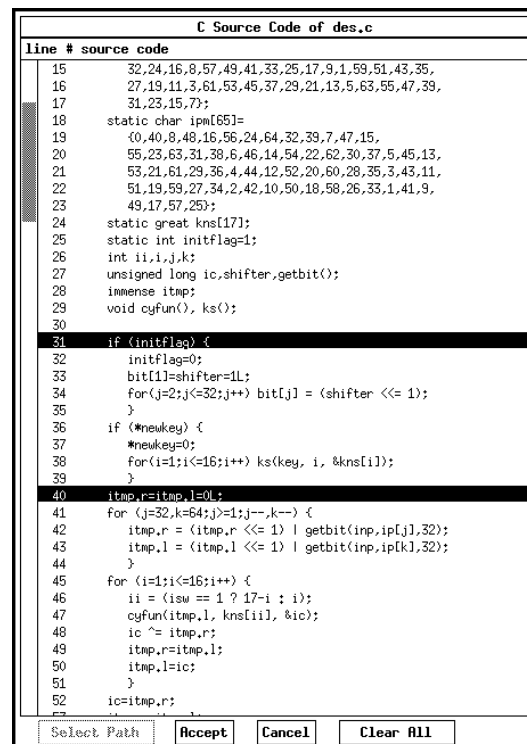 C Source Code of des.c
line # source code
15 32,24,16,8,57,49,41,33,25,17,9,1,59,51,43,35,
16 27,19,11,3,61,53,45,37,29,21,13,5,63,55,47,39,
17 31,23,15,7};
18 static char ipm[65]=
19 {0,40,8,48,16,56,24,64,32,39,7,47,15,
20 55,23,63,31,38,6,46,14,54,22,62,30,37,5,45,13,
21 53,21,61,29,36,4,44,12,52,20,60,28,35,3,43,11,
22 51,19,59,27,34,2,42,10,50,18,58,26,33,1,41,9,
23 49,17,57,25};
24 static great kns[17];
25 static int initflag=1;
26 int ii,i,j,k;
27 unsigned long ic,shifter,getbit();
28 immense itmp;
29 void cyfun(), ks();
30
31 if (initflag) {
32 initflag=0;
33 bit[1]=shifter=1L;
34 for(j=2;j<=32;j++) bit[j] = (shifter <<= 1);
35 }
36 if (*newkey) {
37 *newkey=0;
38 for(i=1;i<=16;i++) ks(key, i, &kns[i]);
39 }
40 itmp.r=itmp.l=0L;
41 for (j=32,k=64;j>=1;j--,k--) {
42 itmp.r = (itmp.r <<= 1) | getbit(inp,ip[j],32);
43 itmp.l = (itmp.l <<= 1) | getbit(inp,ip[k],32);
44 }
45 for (i=1;i<=16;i++) {
46 ii = (isw == 1 ? 17-i : i);
47 cyfun(itmp.l, kns[ii], &ic);
48 ic ^= itmp.r;
49 itmp.r=itmp.l;
50 itmp.l=ic;
51 }
52 ic=itmp.r;
Select Path Accept Cancel Clear All